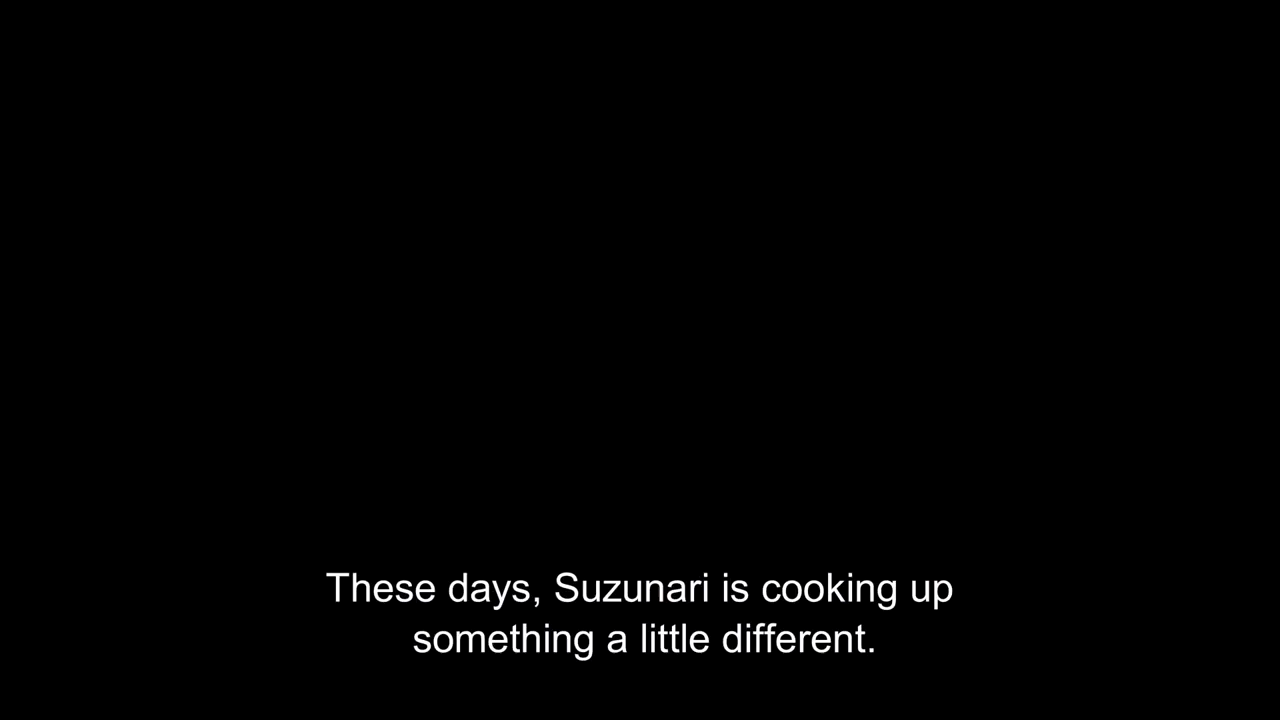 These days, Suzunari is cooking up
something a little different.